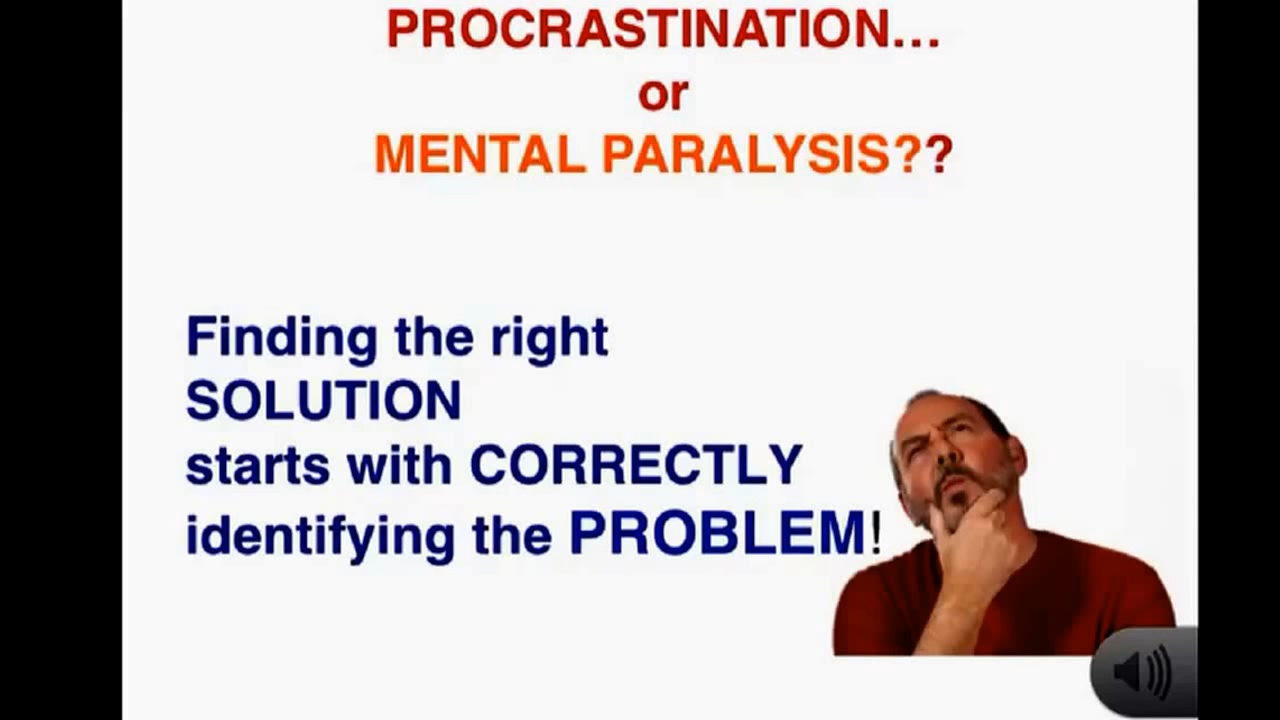 PROCRASTINATION...
or
MENTAL PARALYSIS??
Finding the right
SOLUTION
starts with CORRECTLY
identifying the PROBLEM!